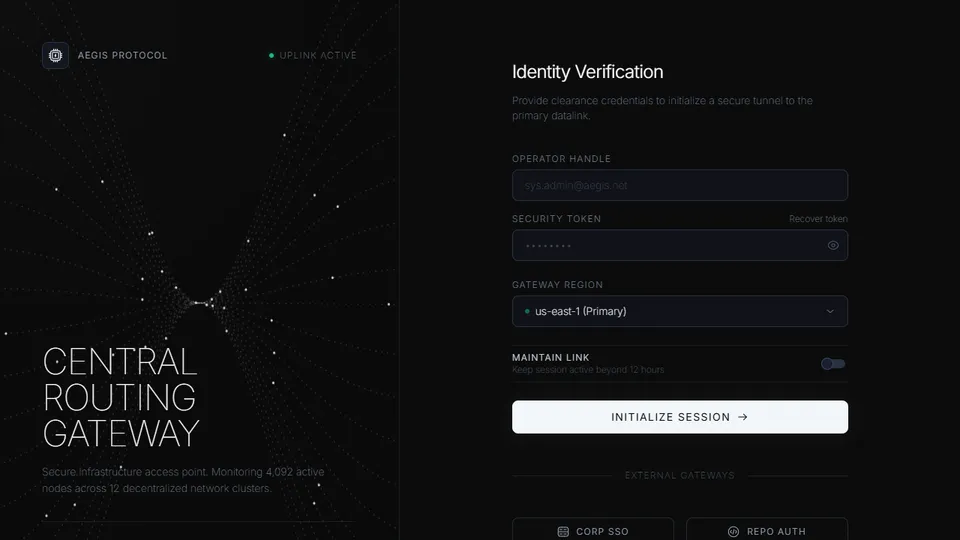 AEGIS PROTOCOL
UPLINK ACTIVE
CENTRAL
ROUTING
GATEWAY
Secure infrastructure access point. Monitoring 4,092 active
nodes across 12 decentralized network clusters.
Identity Verification
Provide clearance credentials to initialize a secure tunnel to the
primary datalink.
OPERATOR HANDLE
sys.admin@aegis.net
SECURITY TOKEN
Recover token
GATEWAY REGION
us-east-1 (Primary)
MAINTAIN LINK
Keep session active beyond 12 hours
INITIALIZE SESSION →
EXTERNAL GATEWAYS
CORP SSO
REPO AUTH